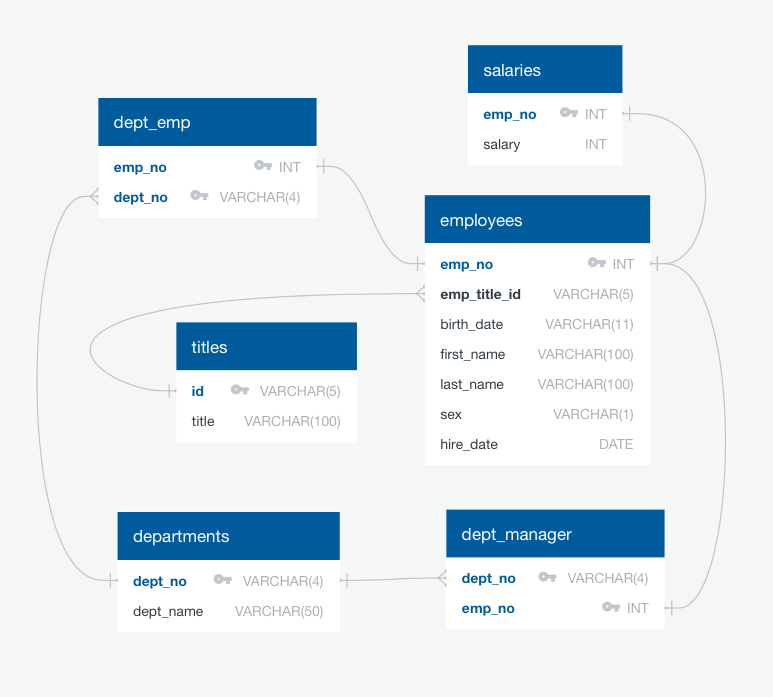 salaries
emp_no INT
salary INT
dept_emp
emp_no INT
dept_no VARCHAR(4)
employees
emp_no INT
emp_title_id VARCHAR(5)
birth_date VARCHAR(11)
first_name VARCHAR(100)
last_name VARCHAR(100)
sex VARCHAR(1)
hire_date DATE
titles
id VARCHAR(5)
title VARCHAR(100)
departments
dept_no VARCHAR(4)
dept_name VARCHAR(50)
dept_manager
dept_no VARCHAR(4)
emp_no INT